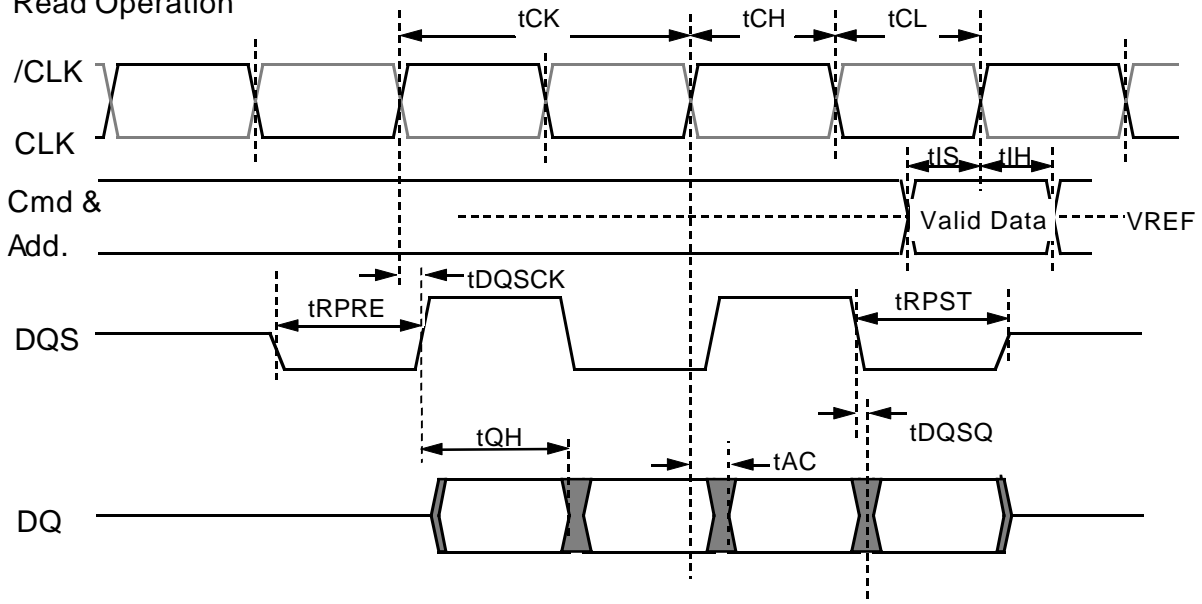 Read Operation
tCK
tCH
tCL
/CLK
CLK
tIS
tIH
Cmd &
Add.
Valid Data
VREF
tDQSCK
tRPRE
tRPST
DQS
tDQSQ
tQH
tAC
DQ